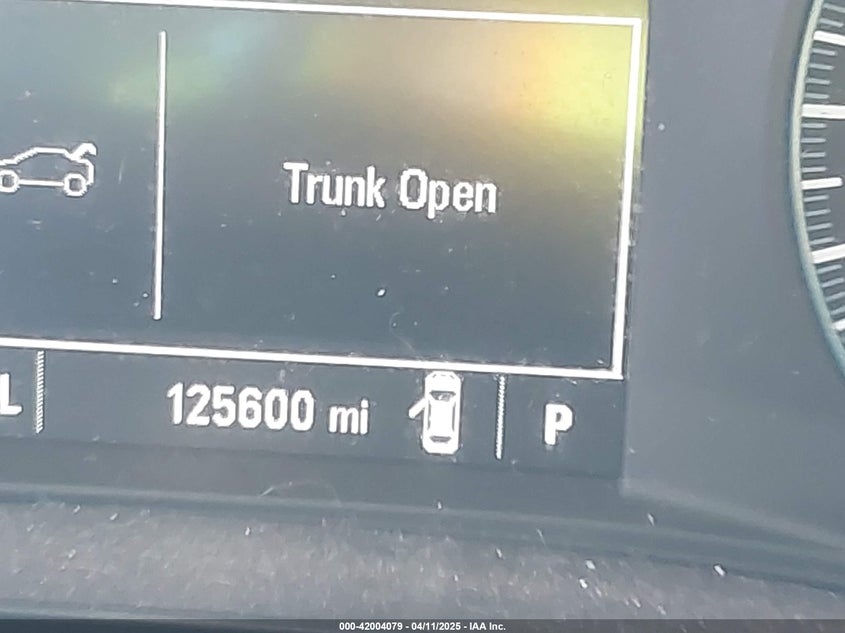 Trunk Open
L
125600 mi
P
000-42004079 - 04/11/2025 - IAA Inc.